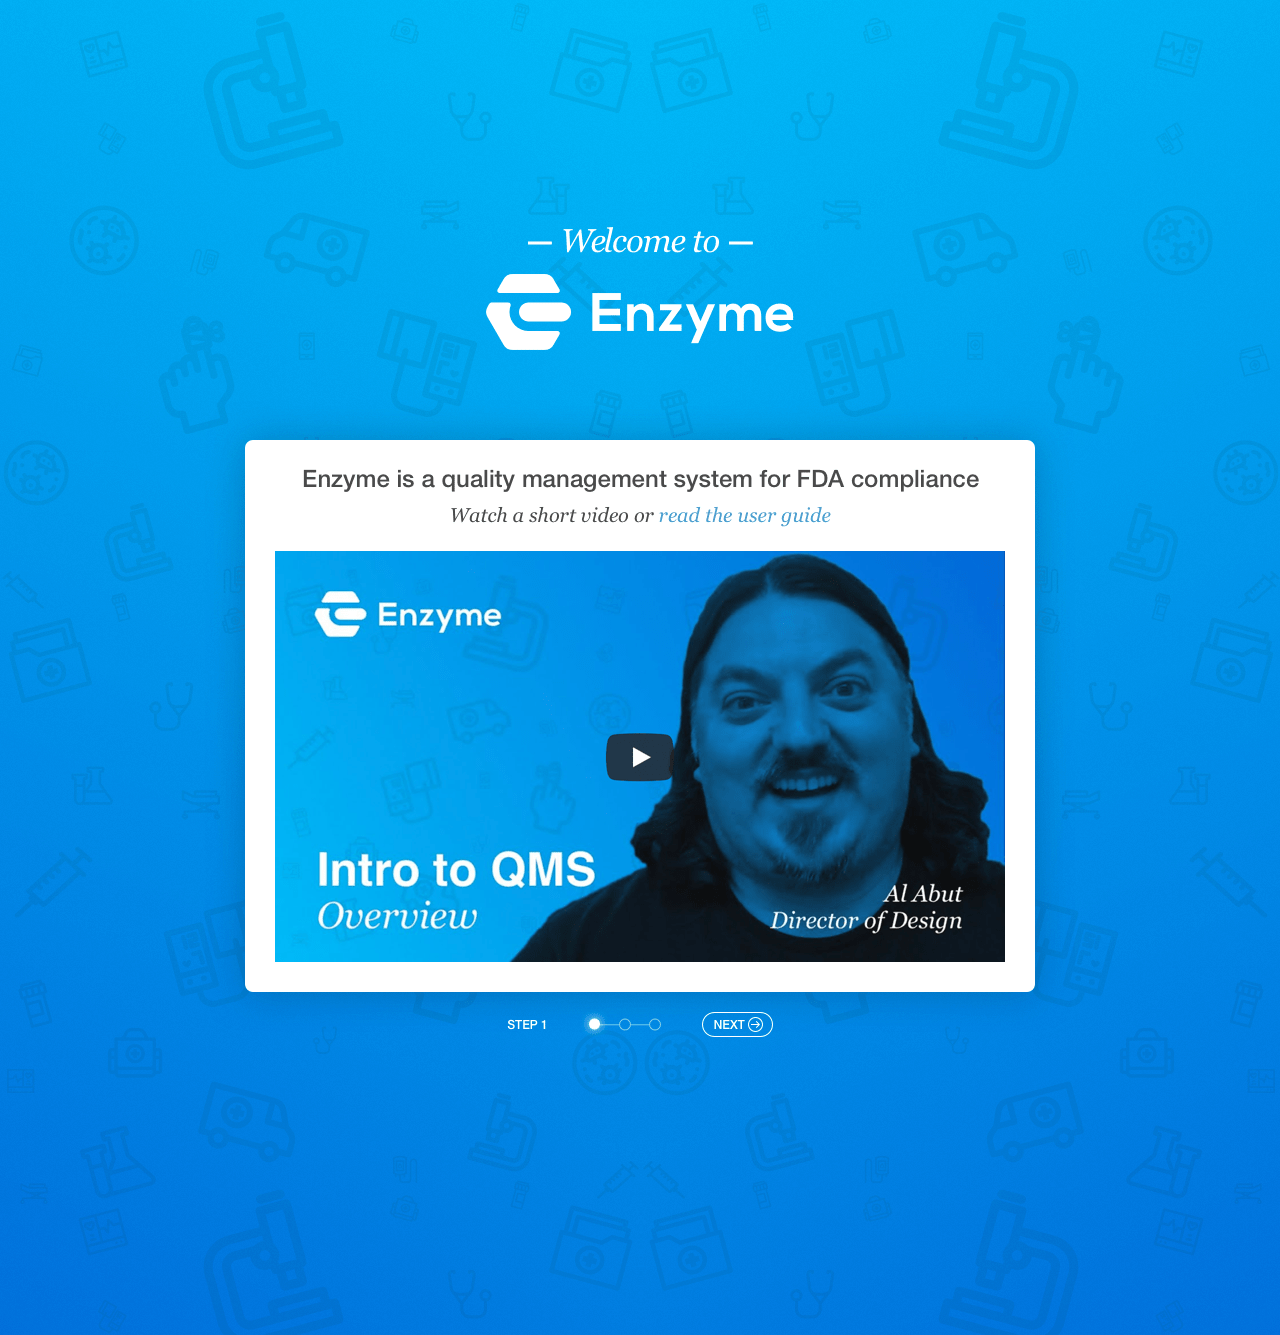 Welcome to
Enzyme
Enzyme is a quality management system for FDA compliance
Watch a short video or read the user guide
Enzyme
Intro to QMS
Overview
Al Abut
Director of Design
STEP 1
NEXT